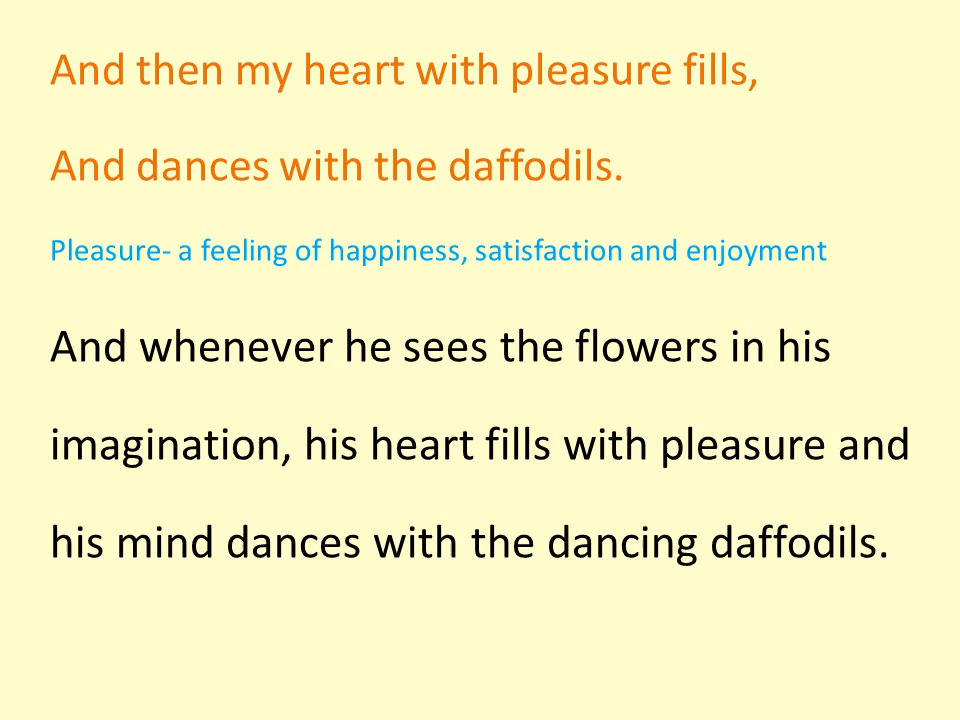 And then my heart with pleasure fills,
And dances with the daffodils.
Pleasure- a feeling of happiness, satisfaction and enjoyment
And whenever he sees the flowers in his
imagination, his heart fills with pleasure and
his mind dances with the dancing daffodils.